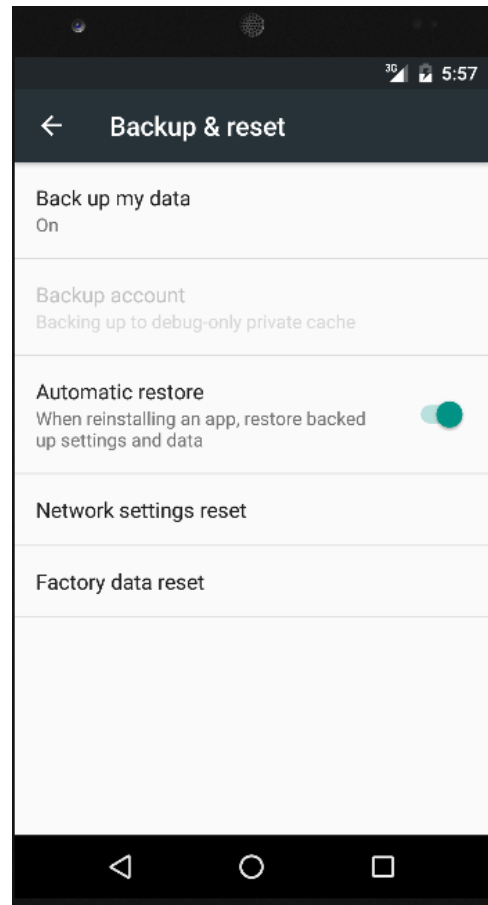 3G 5:57
Backup & reset
Back up my data
On
Backup account
Backing up to debug-only private cache
Automatic restore
When reinstalling an app, restore backed
up settings and data
Network settings reset
Factory data reset